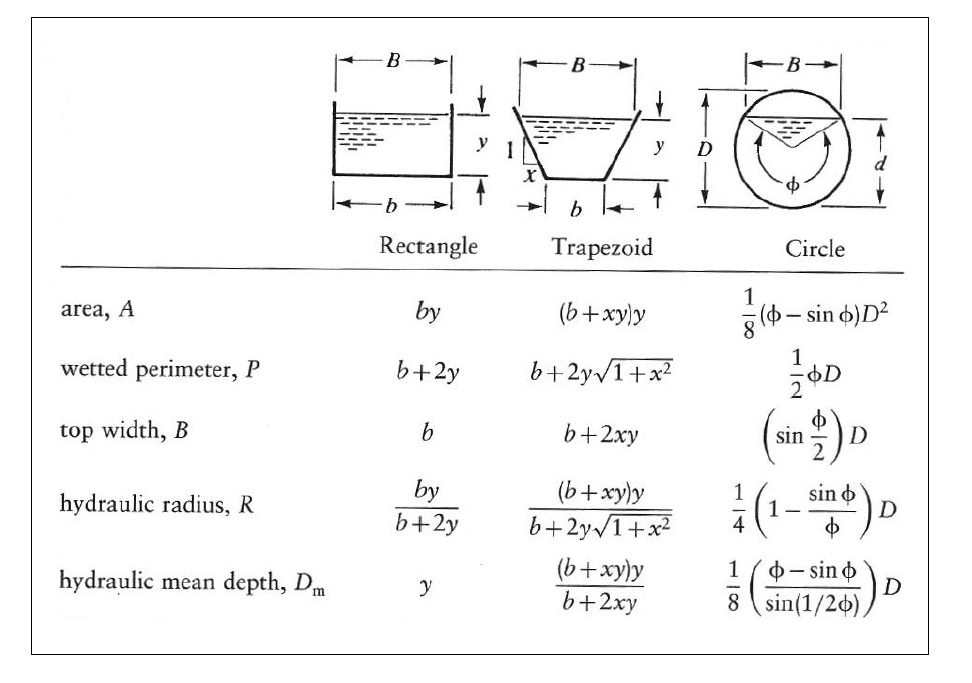 B B B
y 1 x y D d ϕ
b b
Rectangle Trapezoid Circle
area, A by (b+xy)y 1/8(ϕ − sin ϕ)D²
wetted perimeter, P b+2y b+2y√1+x² 1/2ϕD
top width, B b b+2xy (sin ϕ/2) D
hydraulic radius, R by/b+2y (b+xy)y/b+2y√1+x² 1/4(1− sin ϕ/ϕ) D
hydraulic mean depth, Dₘ y (b+xy)y/b+2xy 1/8(ϕ − sin ϕ/sin(1/2ϕ)) D